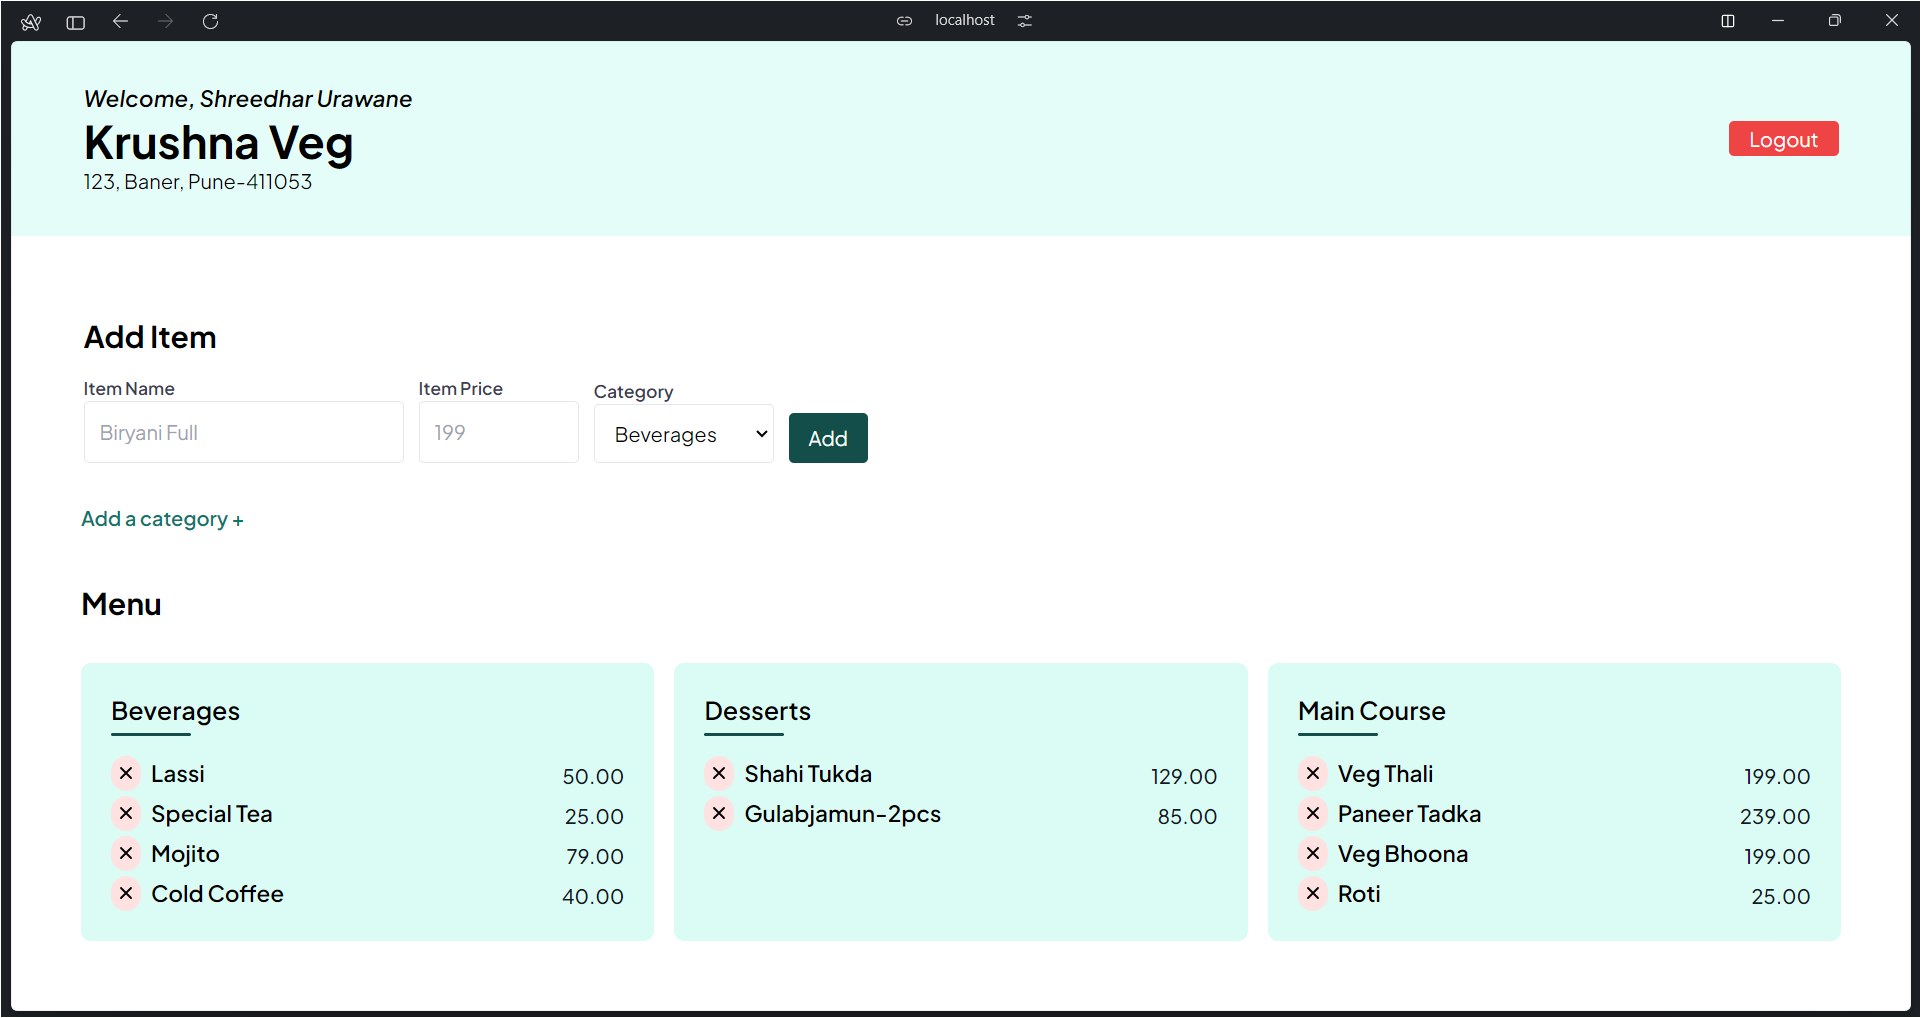 localhost
Welcome, Shreedhar Urawane
Krushna Veg
123, Baner, Pune-411053
Logout
Add Item
Item Name
Biryani Full
Item Price
199
Category
Beverages
Add
Add a category +
Menu
Beverages
Lassi 50.00
Special Tea 25.00
Mojito 79.00
Cold Coffee 40.00
Desserts
Shahi Tukda 129.00
Gulabjamun-2pcs 85.00
Main Course
Veg Thali 199.00
Paneer Tadka 239.00
Veg Bhoona 199.00
Roti 25.00